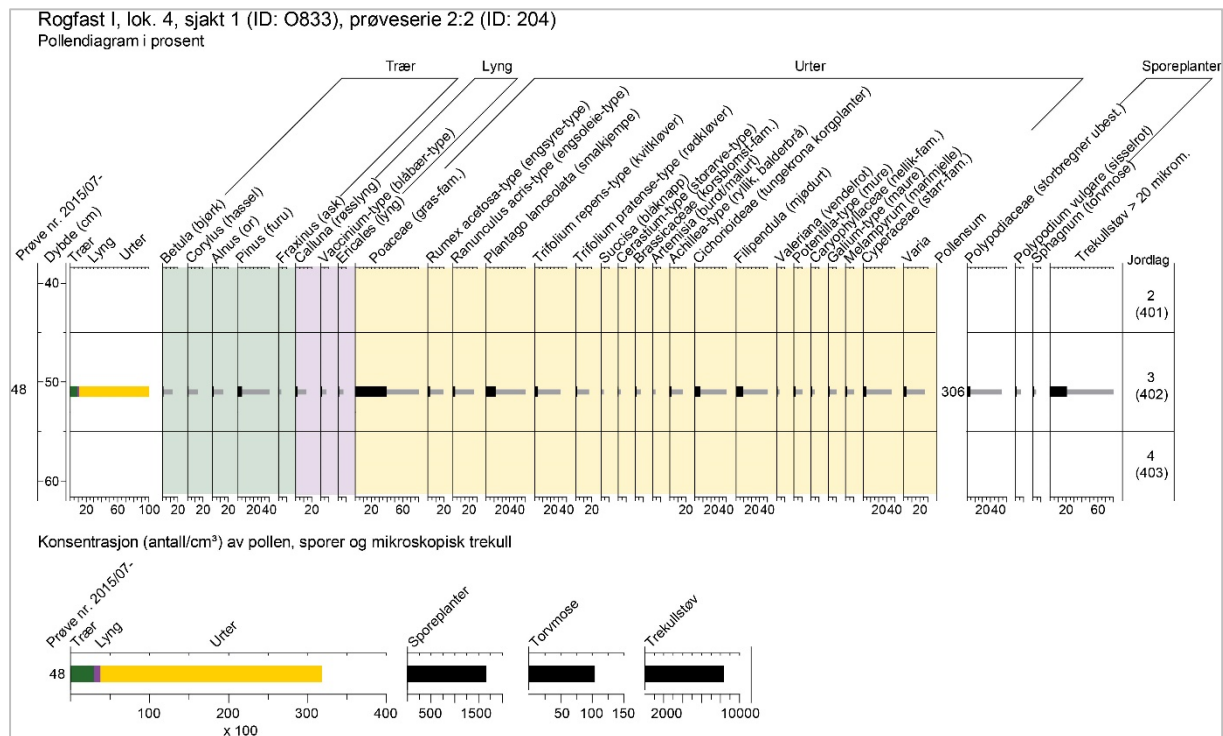 Rogfast I, lok. 4, sjakt 1 (ID: O833), prøveserie 2:2 (ID: 204)
Pollendiagram i prosent
Trær
Lyng
Urter
Sporeplanter
Prøve nr. 2015/07-
Dybde (cm)
Trær
Lyng
Urter
Betula (bjørk)
Corylus (hassel)
Alnus (or)
Pinus (furu)
Fraxinus (ask)
Calluna (røsslyng)
Vaccinium-type (blåbær-type)
Ericales (lyng)
Poaceae (gras-fam.)
Rumex acetosa-type (engsyre-type)
Ranunculus acris-type (engsoleie-type)
Plantago lanceolata (smalkjempe)
Trifolium repens-type (kvitkløver)
Trifolium pratense-type (rødkløver)
Succisa (blåknapp)
Cerastium-type (storarve-type)
Brassicaceae (korsblomst-fam.)
Artemisia (burot/malurt)
Achillea-type (ryllik, balderbrå)
Cichorioideae (tungekrona korgplanter)
Filipendula (mjødurt)
Valeriana (vendelrot)
Potentilla-type (mure)
Caryophyllaceae (nellik-fam.)
Galium-type (maure)
Melampyrum (marimjelle)
Cyperaceae (starr-fam.)
Varia
Pollensum
Polypodiaceae (storbregner ubest.)
Polypodium vulgare (sisselrot)
Sphagnum (torvmose)
Trekullstøv > 20 mikrom.
Jordlag
-40
2
(401)
48
-50
306
3
(402)
4
(403)
-60
20 60 100 20 20 20 2040 20 20 60 2040 20 20 2040 2040 20 2040 20 60
Konsentrasjon (antall/cm³) av pollen, sporer og mikroskopisk trekull
Prøve nr. 2015/07-
Trær
Lyng
Urter
Sporeplanter
Torvmose
Trekullstøv
48
100 200 300 400 500 1500 50 100 150 2000 10000
x 100